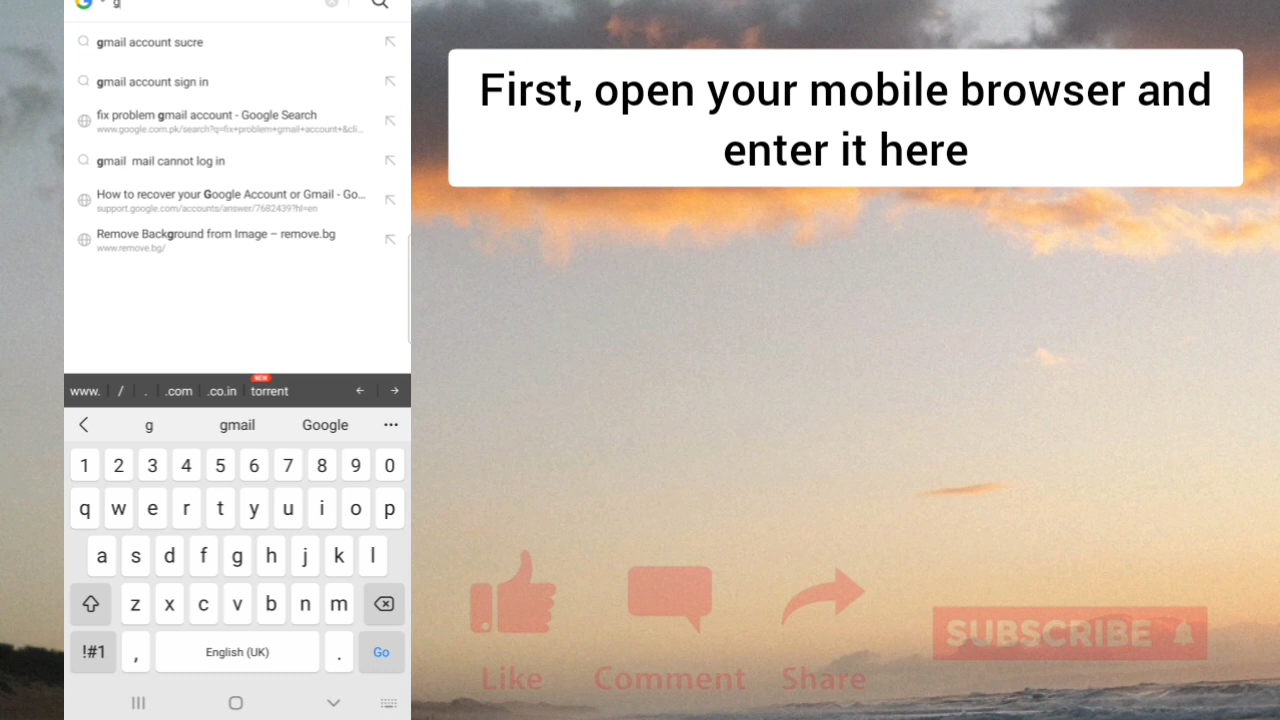 g
gmail account sucre
gmail account sign in
fix problem gmail account - Google Search
www.google.com.pk/search?q=fix+problem+gmail+account+&cli...
gmail  mail cannot log in
How to recover your Google Account or Gmail - Go...
support.google.com/accounts/answer/7682439?hl=en
Remove Background from Image – remove.bg
www.remove.bg/
NEW
www. / . .com .co.in torrent
g gmail Google
1 2 3 4 5 6 7 8 9 0
q w e r t y u i o p
a s d f g h j k l
z x c v b n m
!#1 , English (UK) . Go
First, open your mobile browser and
enter it here
SUBSCRIBE
Like Comment Share